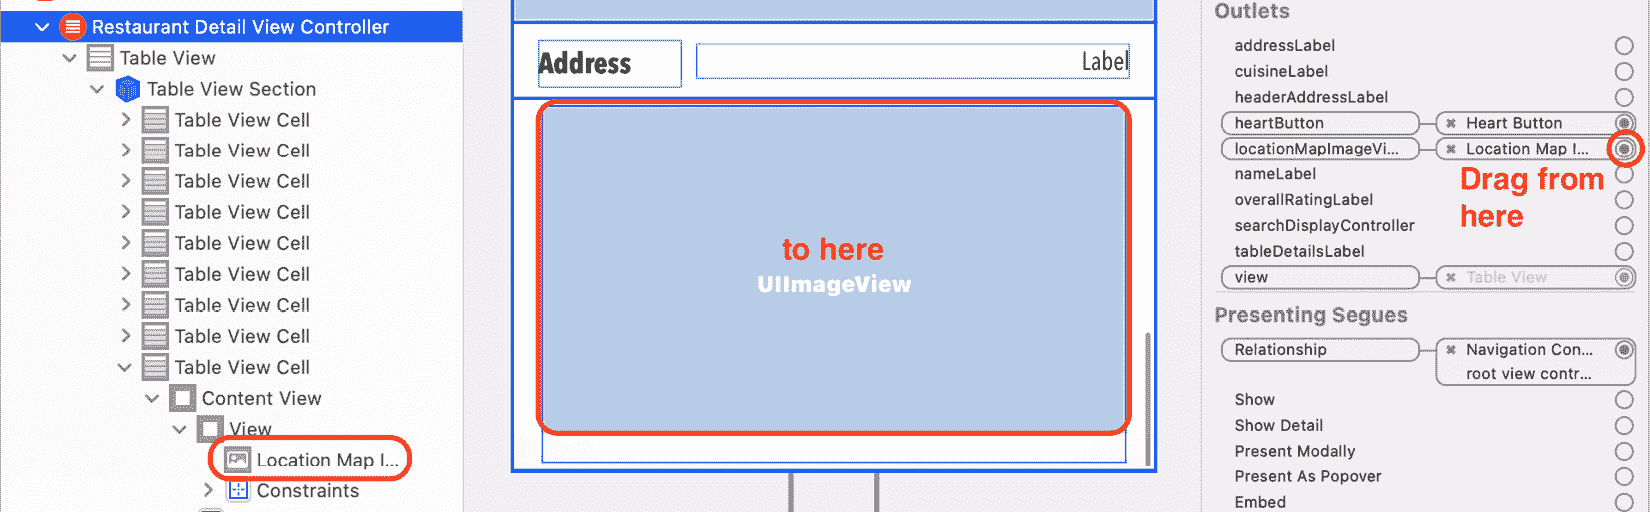 Restaurant Detail View Controller
Table View
Table View Section
Table View Cell
Table View Cell
Table View Cell
Table View Cell
Table View Cell
Table View Cell
Table View Cell
Table View Cell
Table View Cell
Content View
View
Location Map I...
Constraints
Address
Label
to here
UIImageView
Outlets
addressLabel
cuisineLabel
headerAddressLabel
heartButton Heart Button
locationMapImageVi... Location Map I...
nameLabel
Drag from
here
overallRatingLabel
searchDisplayController
tableDetailsLabel
view Table View
Presenting Segues
Relationship Navigation Con...
root view contr...
Show
Show Detail
Present Modally
Present As Popover
Embed